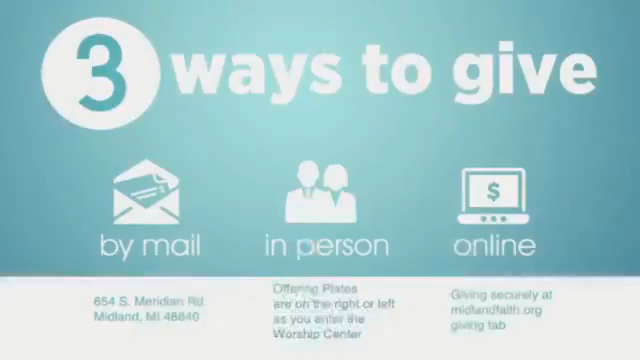 3 ways to give
by mail
in person
online
654 S. Meridian Rd.
Midland, MI 48640
Offering Plates
are on the right or left
as you enter the
Worship Center
Giving securely at
midlandfaith.org
giving tab